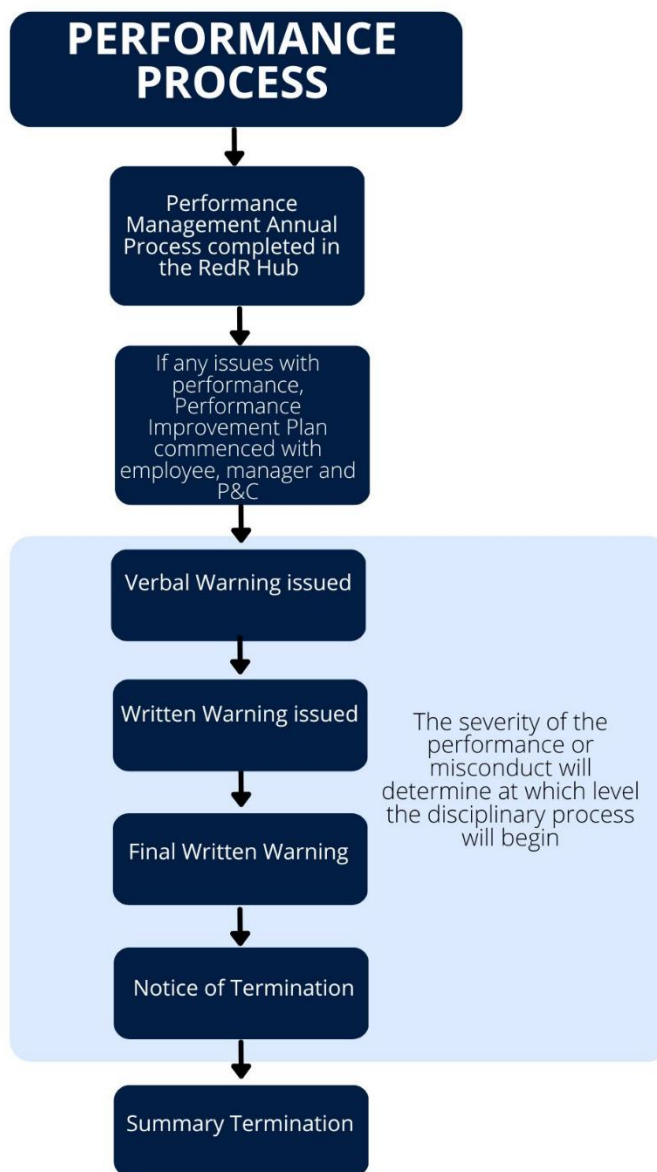 PERFORMANCE
PROCESS
Performance
Management Annual
Process completed in
the RedR Hub
If any issues with
performance,
Performance
Improvement Plan
commenced with
employee, manager and
P&C
Verbal Warning issued
Written Warning issued
The severity of the
performance or
misconduct will
determine at which level
the disciplinary process
will begin
Final Written Warning
Notice of Termination
Summary Termination